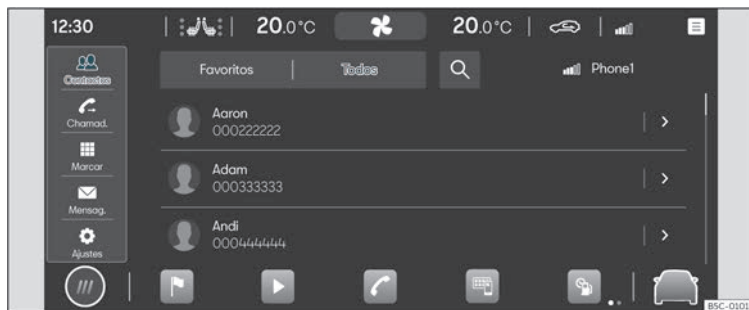 12:30 20.0°C 20.0°C
Contactos
Favoritos Todos Phone1
Chamad.
Aaron
000222222
Marcar
Adam
000333333
Mensag.
Andi
000444444
Ajustes
B5C-0101